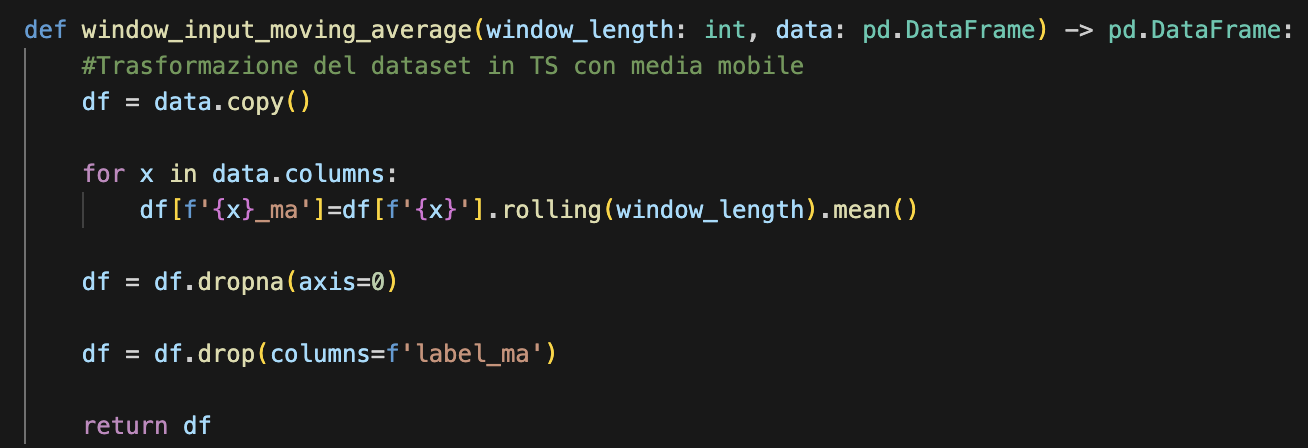 def window_input_moving_average(window_length: int, data: pd.DataFrame) -> pd.DataFrame:
    #Trasformazione del dataset in TS con media mobile
    df = data.copy()
    for x in data.columns:
        df[f'{x}_ma']=df[f'{x}'].rolling(window_length).mean()
    df = df.dropna(axis=0)
    df = df.drop(columns=f'label_ma')
    return df